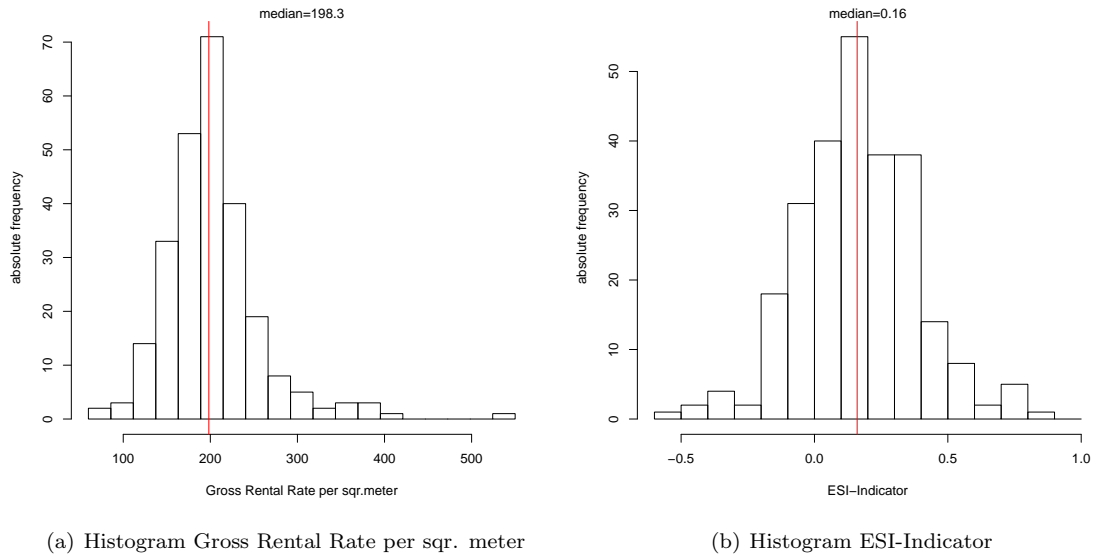 median=198.3
absolute frequency
0 10 20 30 40 50 60 70
100 200 300 400 500
Gross Rental Rate per sqr.meter
(a) Histogram Gross Rental Rate per sqr. meter
median=0.16
absolute frequency
0 10 20 30 40 50
−0.5 0.0 0.5 1.0
ESI−Indicator
(b) Histogram ESI-Indicator